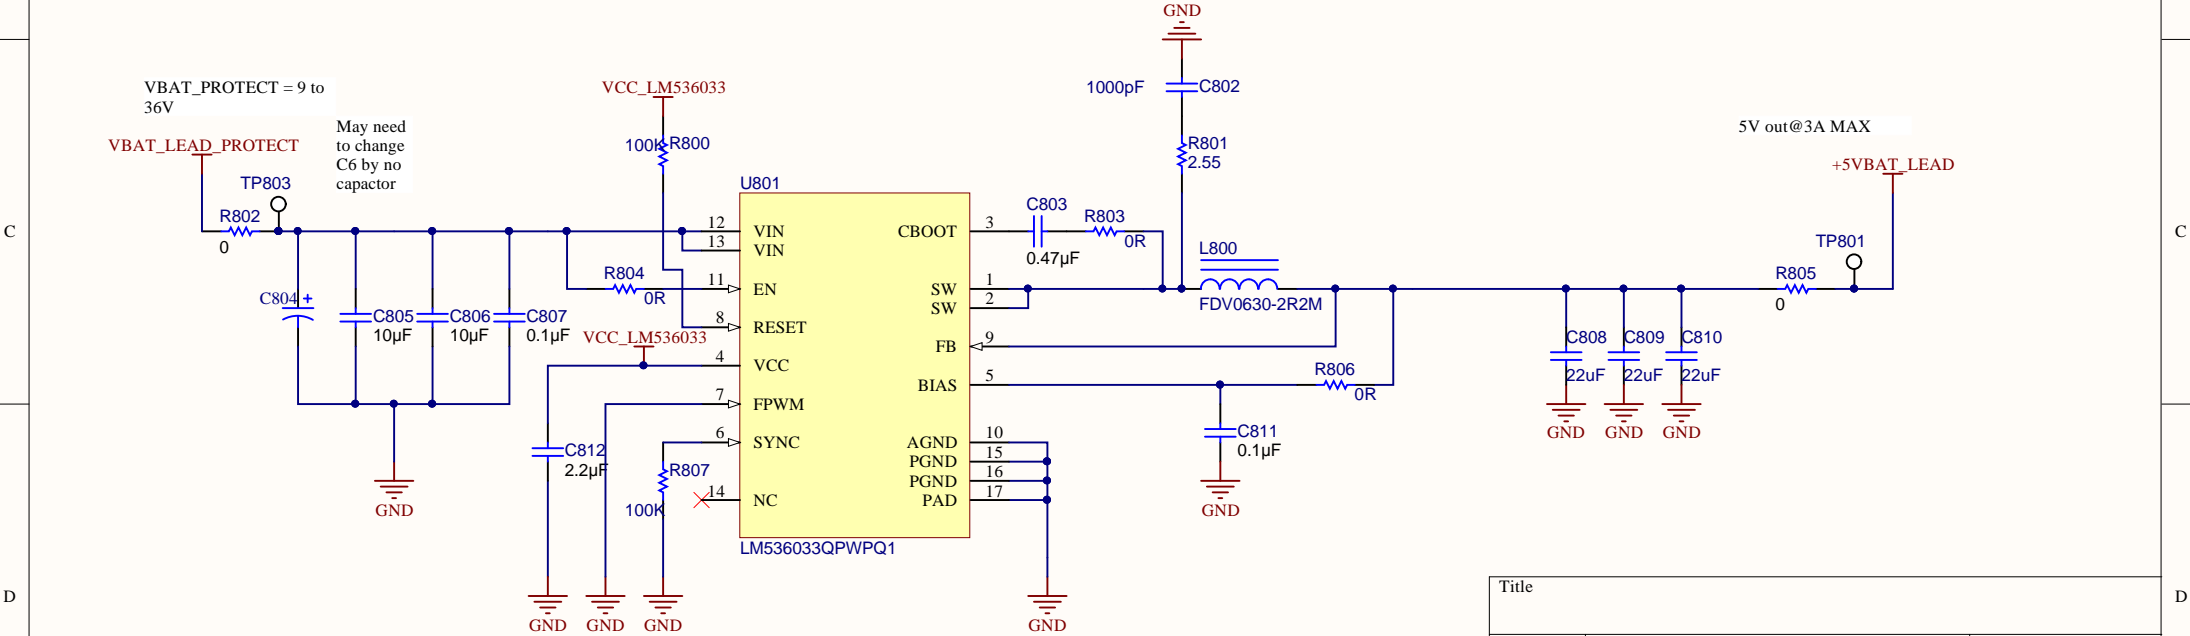 GND
VBAT_PROTECT = 9 to
36V
VCC_LM536033
1000pF
C802
May need
to change
C6 by no
capactor
5V out@3A MAX
VBAT_LEAD_PROTECT
100K
R800
R801
2.55
+5VBAT_LEAD
TP803
U801
R802
0
C803
R803
0R
0.47µF
12
VIN
13
VIN
CBOOT
3
C
C
TP801
L800
FDV0630-2R2M
R804
0R
11
EN
SW
1
SW
2
R805
0
C804
+
C805
10µF
C806
10µF
C807
0.1µF
8
RESET
VCC_LM536033
FB
9
C808
22uF
C809
22uF
C810
22uF
4
VCC
BIAS
5
R806
0R
7
FPWM
GND
GND
GND
6
SYNC
AGND
10
PGND
15
PGND
16
PAD
17
C811
0.1µF
C812
2.2µF
R807
100K
14
NC
GND
GND
LM536033QPWPQ1
Title
D
D
GND
GND
GND
GND